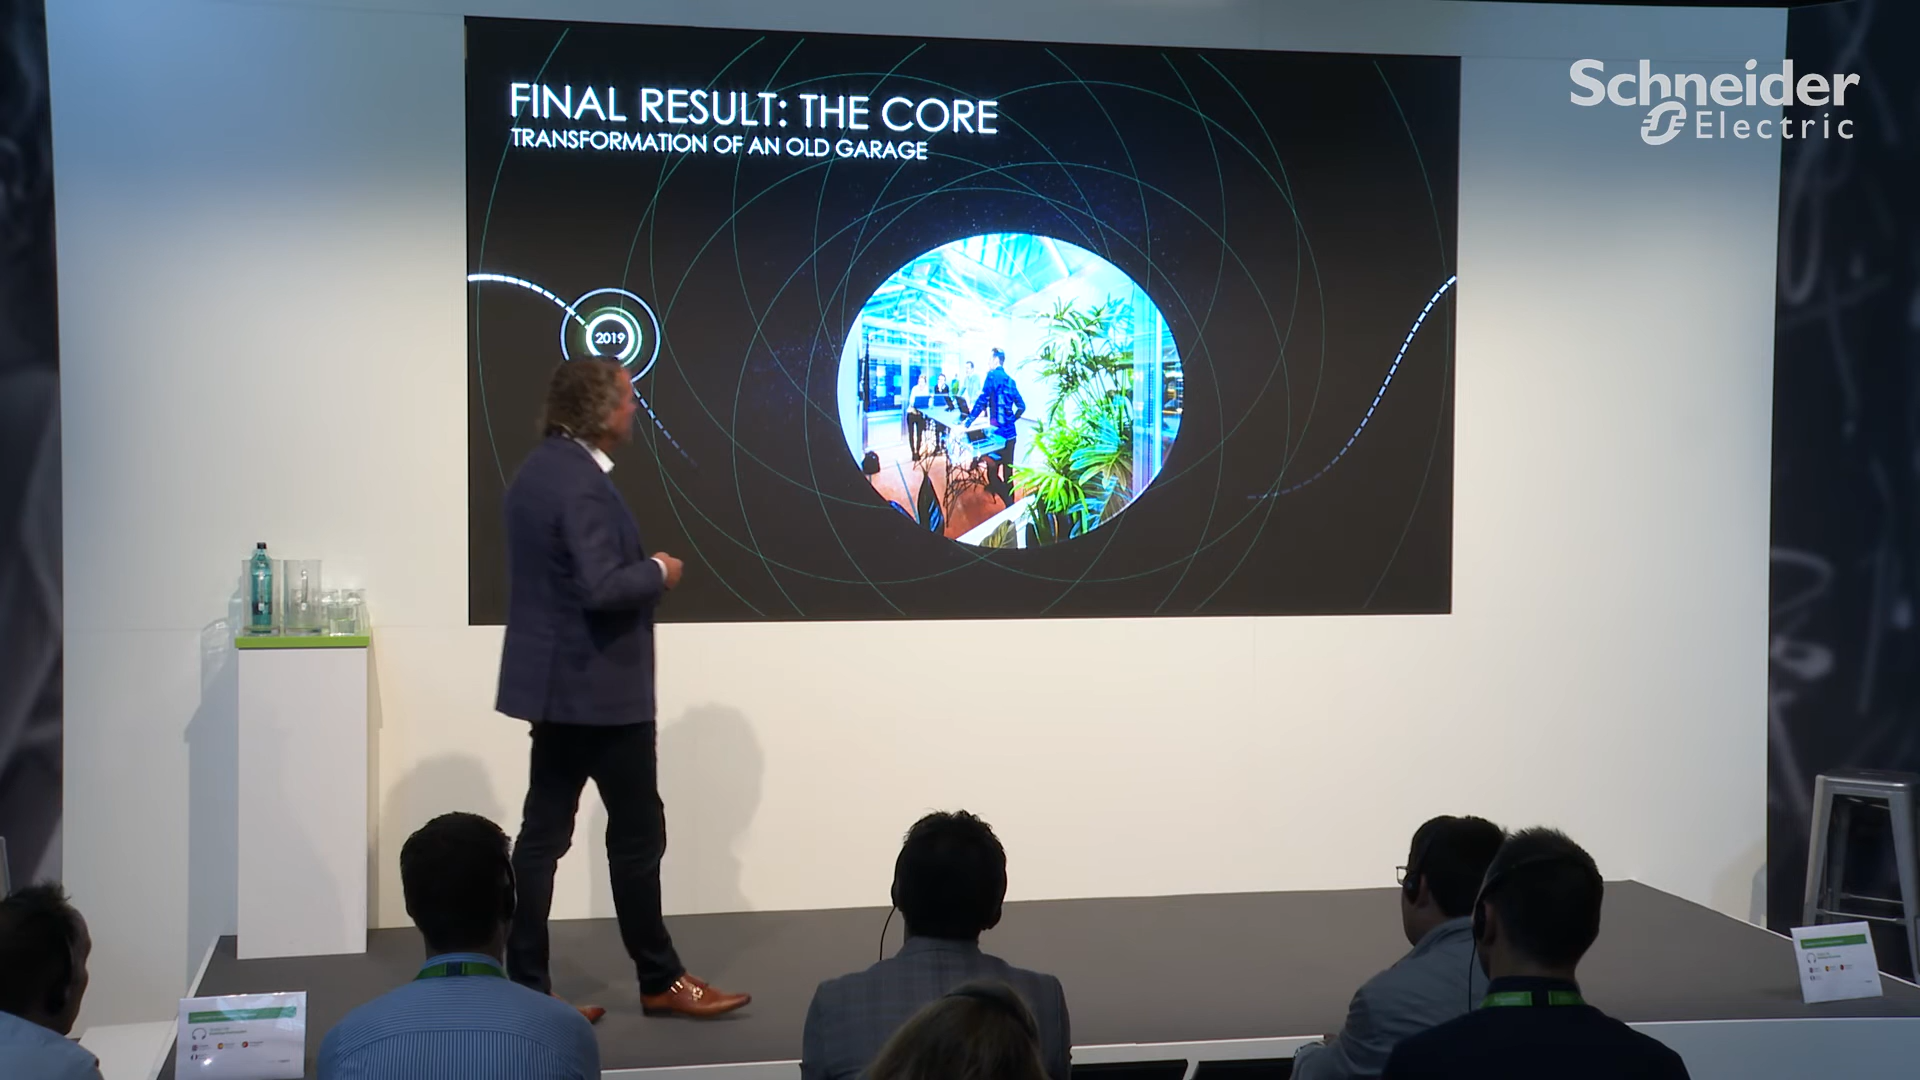 FINAL RESULT: THE CORE
TRANSFORMATION OF AN OLD GARAGE
Schneider
Electric
2019